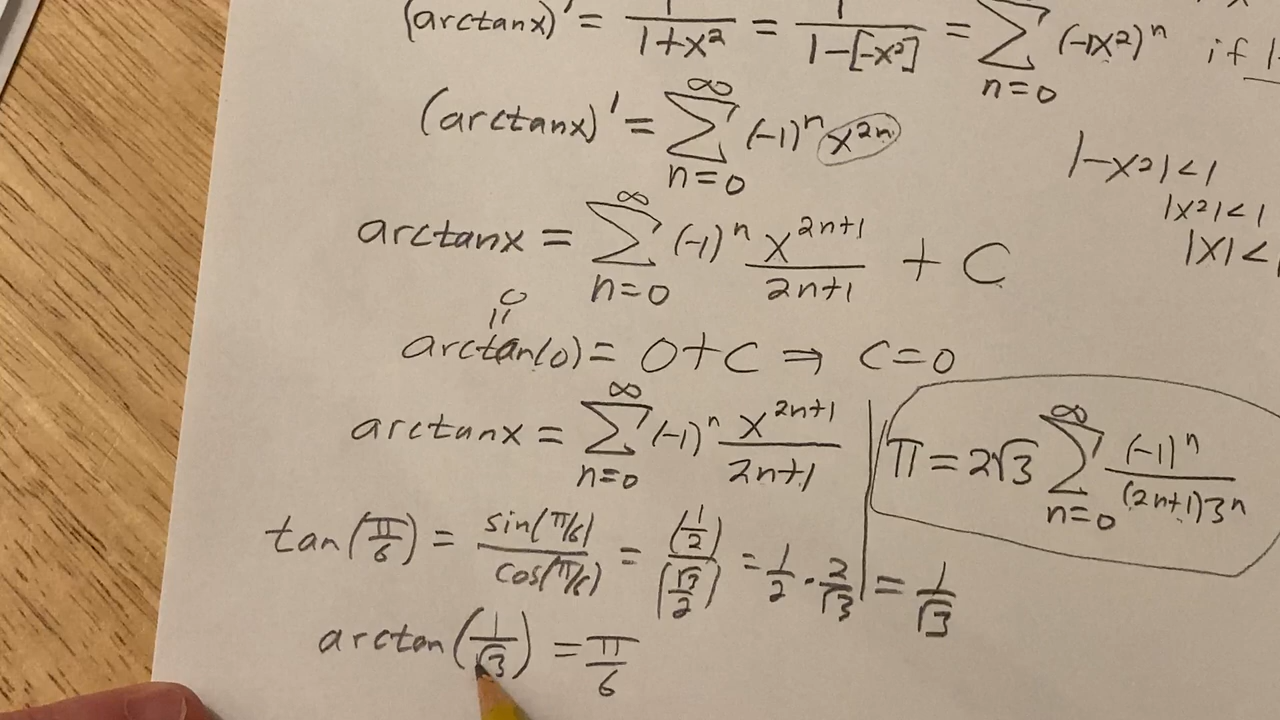 (arctanx)' = 1/(1+x²) = 1/(1-[-x²]) = ∑_{n=0} (-1x²)ⁿ if |-
(arctanx)' = ∑_{n=0}^{∞} (-1)ⁿ x²ⁿ
|-x²|<1
|x²|<1
|x|<
arctanx = ∑_{n=0}^{∞} (-1)ⁿ x^{2n+1}/(2n+1) + C
0
=
arctan(0) = 0+C ⇒ C=0
arctanx = ∑_{n=0}^{∞} (-1)ⁿ x^{2n+1}/(2n+1)
π = 2√3 ∑_{n=0}^{∞} (-1)ⁿ/((2n+1)3ⁿ)
tan(π/6) = sin(π/6)/cos(π/6) = (1/2)/(√3/2) = 1/2 · 2/√3 = 1/√3
arctan(1/√3) = π/6